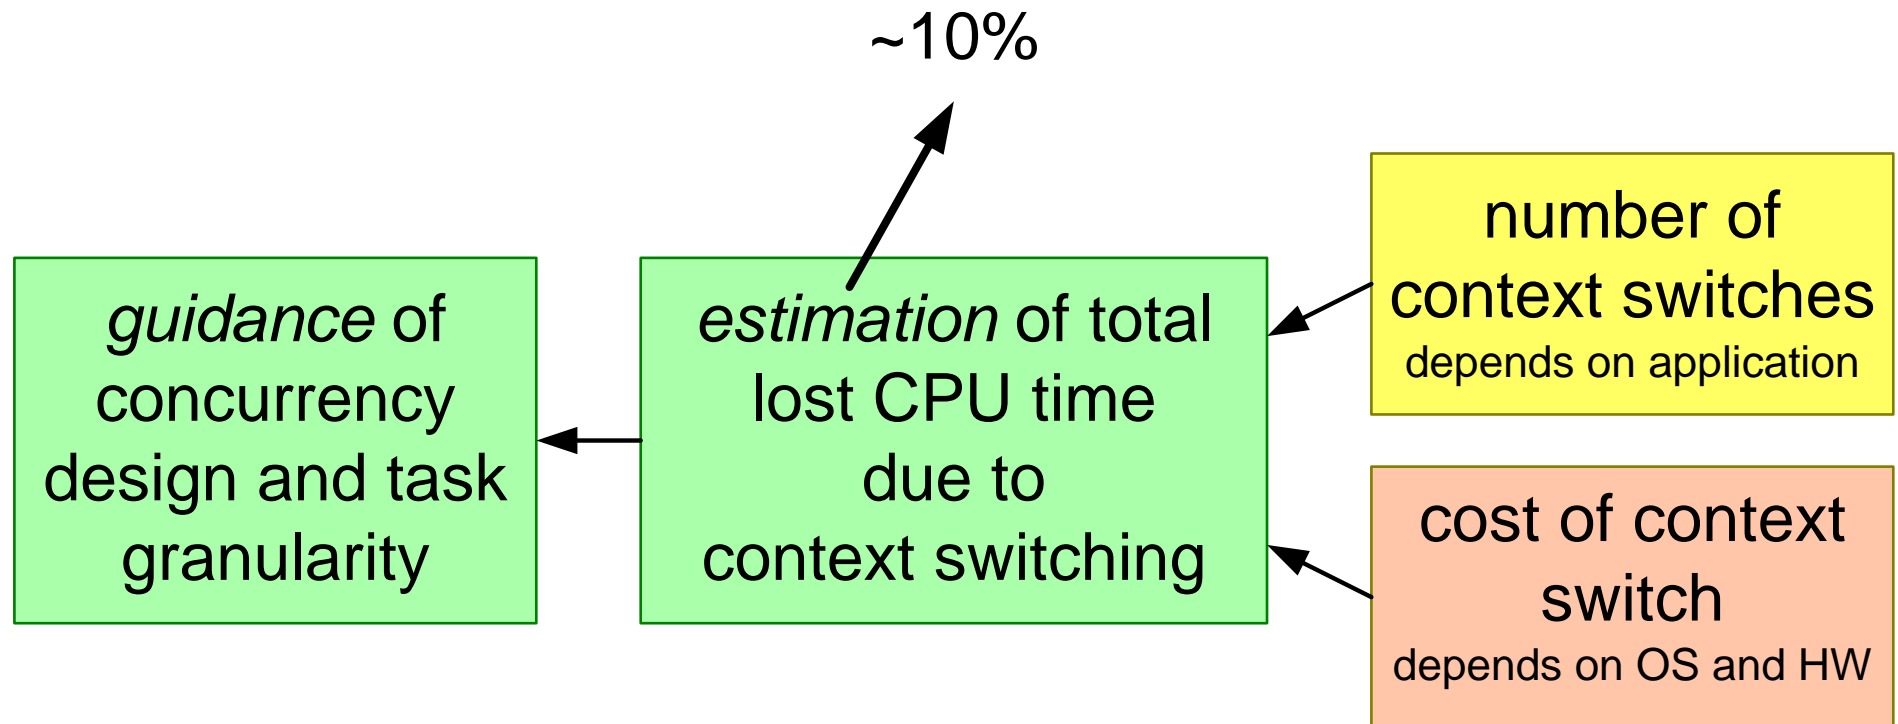 ~10%
guidance of
concurrency
design and task
granularity
estimation of total
lost CPU time
due to
context switching
number of
context switches
depends on application
cost of context
switch
depends on OS and HW